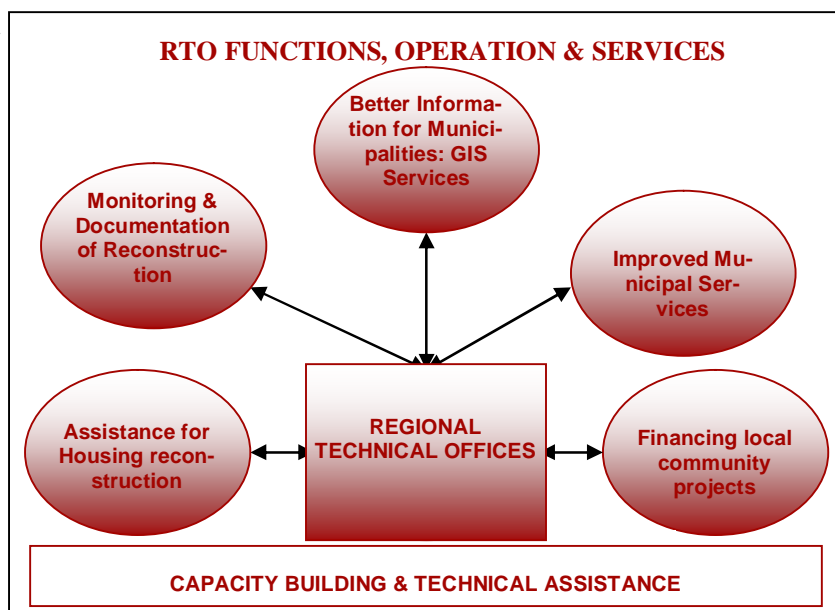 RTO FUNCTIONS, OPERATION & SERVICES
Better Informa-
tion for Munici-
palities: GIS
Services
Monitoring &
Documentation
of Reconstruc-
tion
Improved Mu-
nicipal Ser-
vices
Assistance for
Housing recon-
struction
REGIONAL
TECHNICAL OFFICES
Financing local
community
projects
CAPACITY BUILDING & TECHNICAL ASSISTANCE